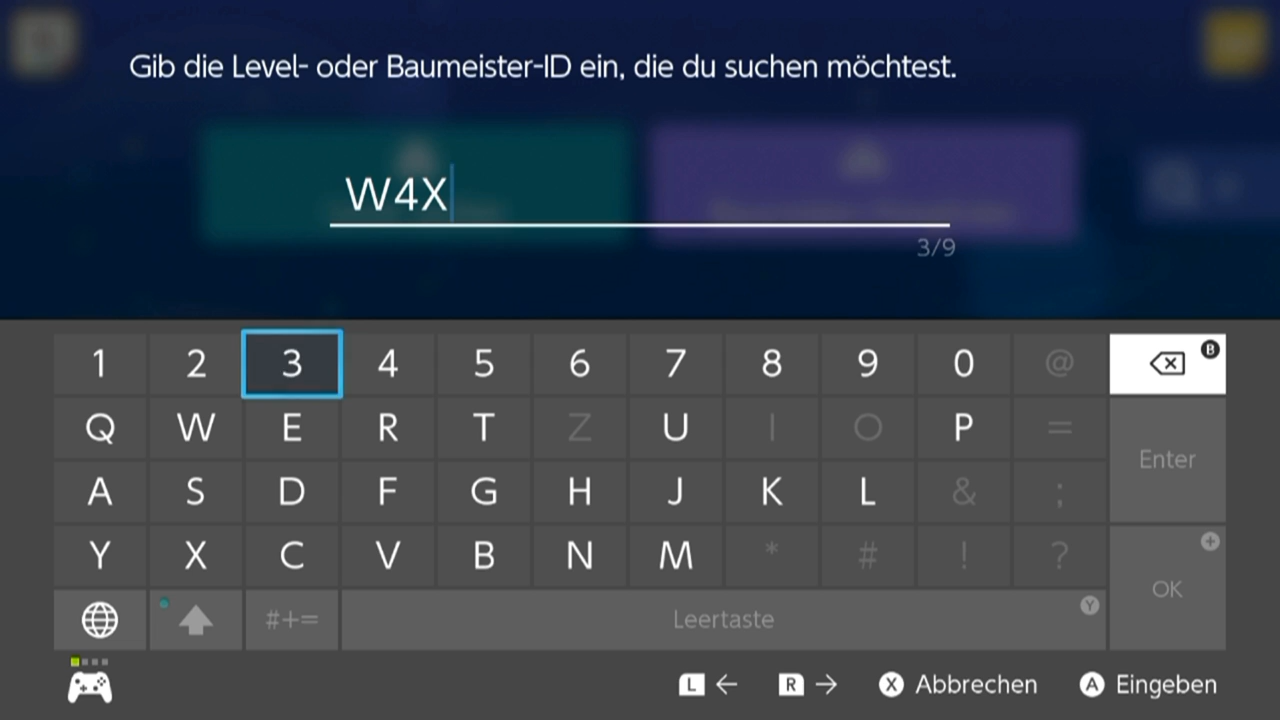 Gib die Level- oder Baumeister-ID ein, die du suchen möchtest.
W4X
3/9
1 2 3 4 5 6 7 8 9 0 @ B
Q W E R T Z U I O P =
Enter
A S D F G H J K L & ;
Y X C V B N M * # ! ?
OK
#+= Leertaste Y
L ← R → X Abbrechen A Eingeben